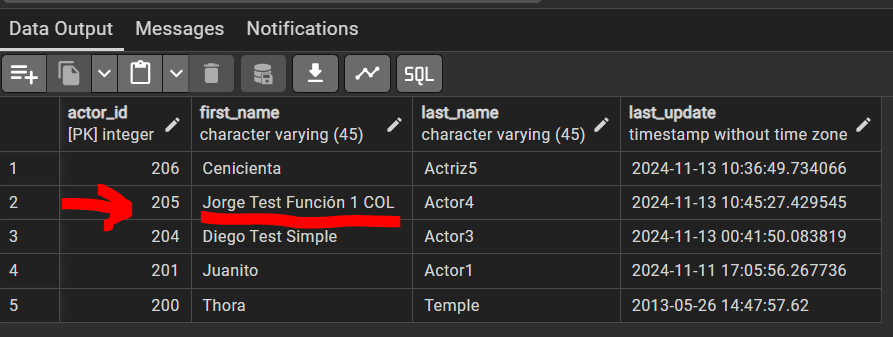 Data Output Messages Notifications
SQL
actor_id first_name last_name last_update
[PK] integer character varying (45) character varying (45) timestamp without time zone
1 206 Cenicienta Actriz5 2024-11-13 10:36:49.734066
2 205 Jorge Test Función 1 COL Actor4 2024-11-13 10:45:27.429545
3 204 Diego Test Simple Actor3 2024-11-13 00:41:50.083819
4 201 Juanito Actor1 2024-11-11 17:05:56.267736
5 200 Thora Temple 2013-05-26 14:47:57.62